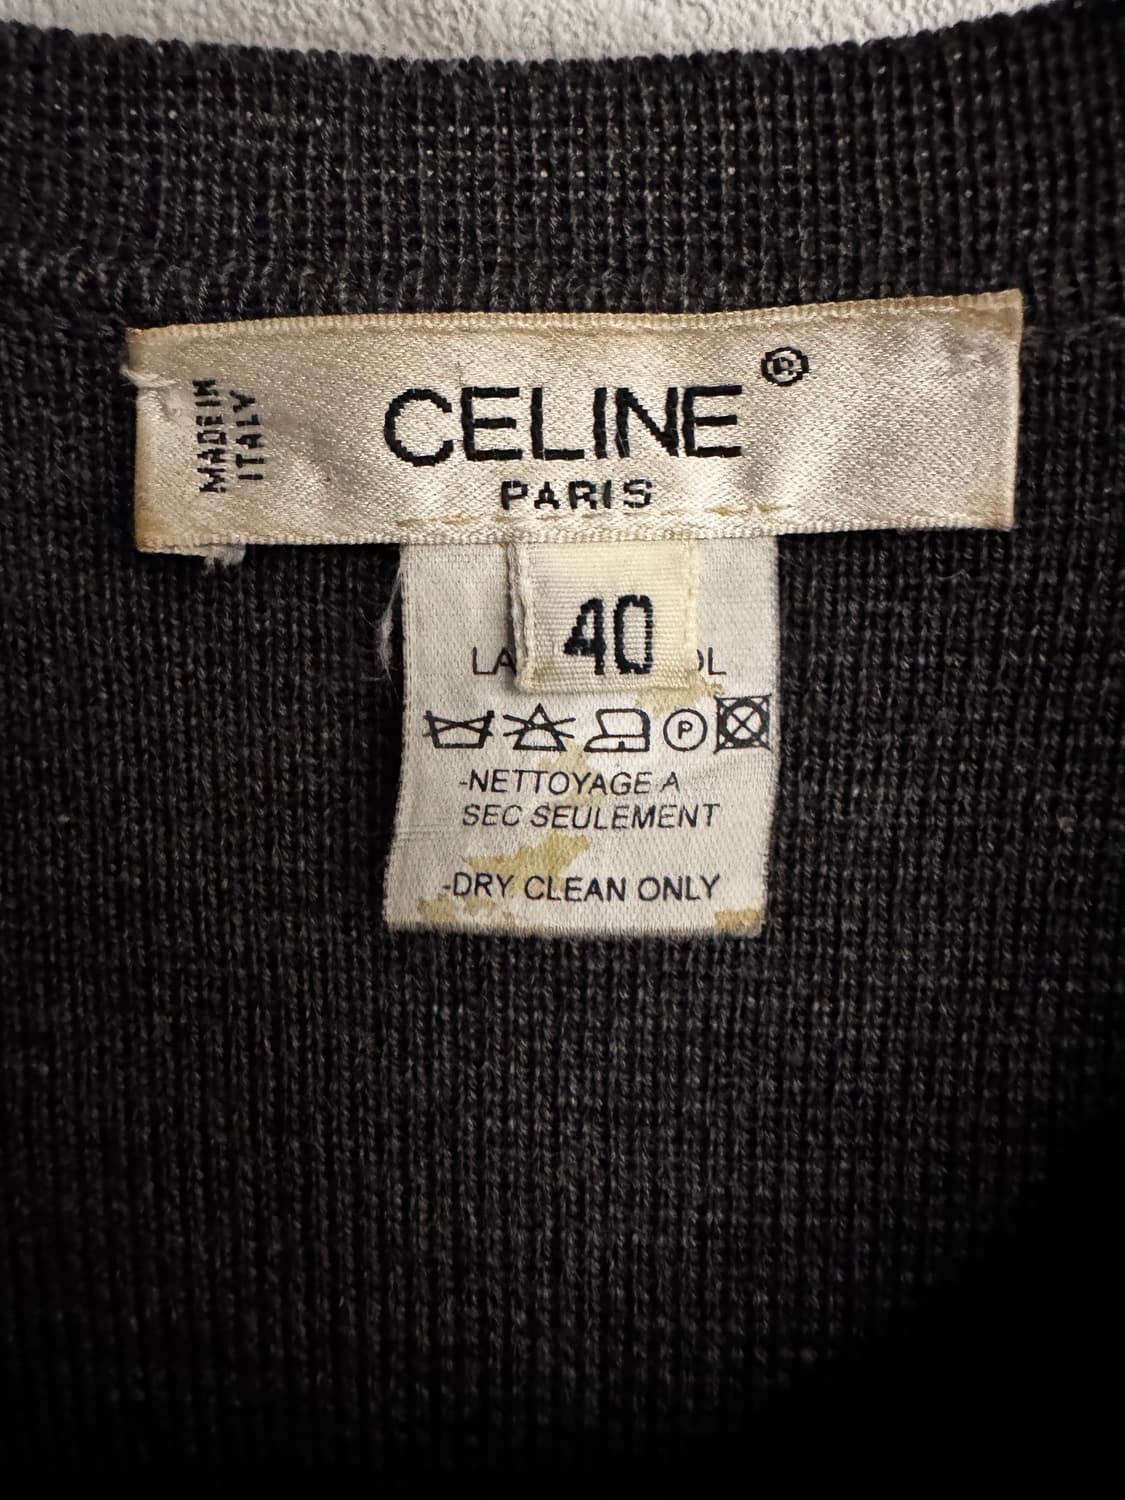 MADE IN
ITALY
CELINE®
PARIS
40
-NETTOYAGE A
SEC SEULEMENT
-DRY CLEAN ONLY